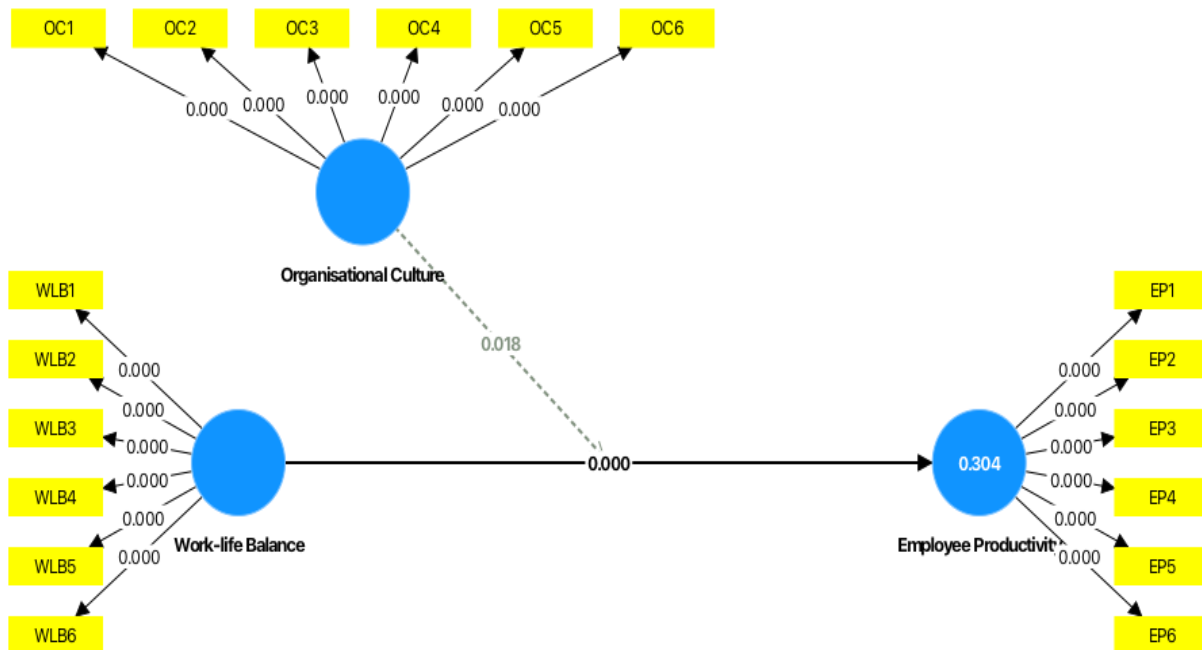 OC1 OC2 OC3 OC4 OC5 OC6
0.000 0.000 0.000 0.000 0.000 0.000
Organisational Culture
0.018
WLB1
WLB2
WLB3
WLB4
WLB5
WLB6
0.000
0.000
0.000
0.000
0.000
0.000
Work-life Balance
0.000
0.304
Employee Productivity
0.000
0.000
0.000
0.000
0.000
0.000
EP1
EP2
EP3
EP4
EP5
EP6